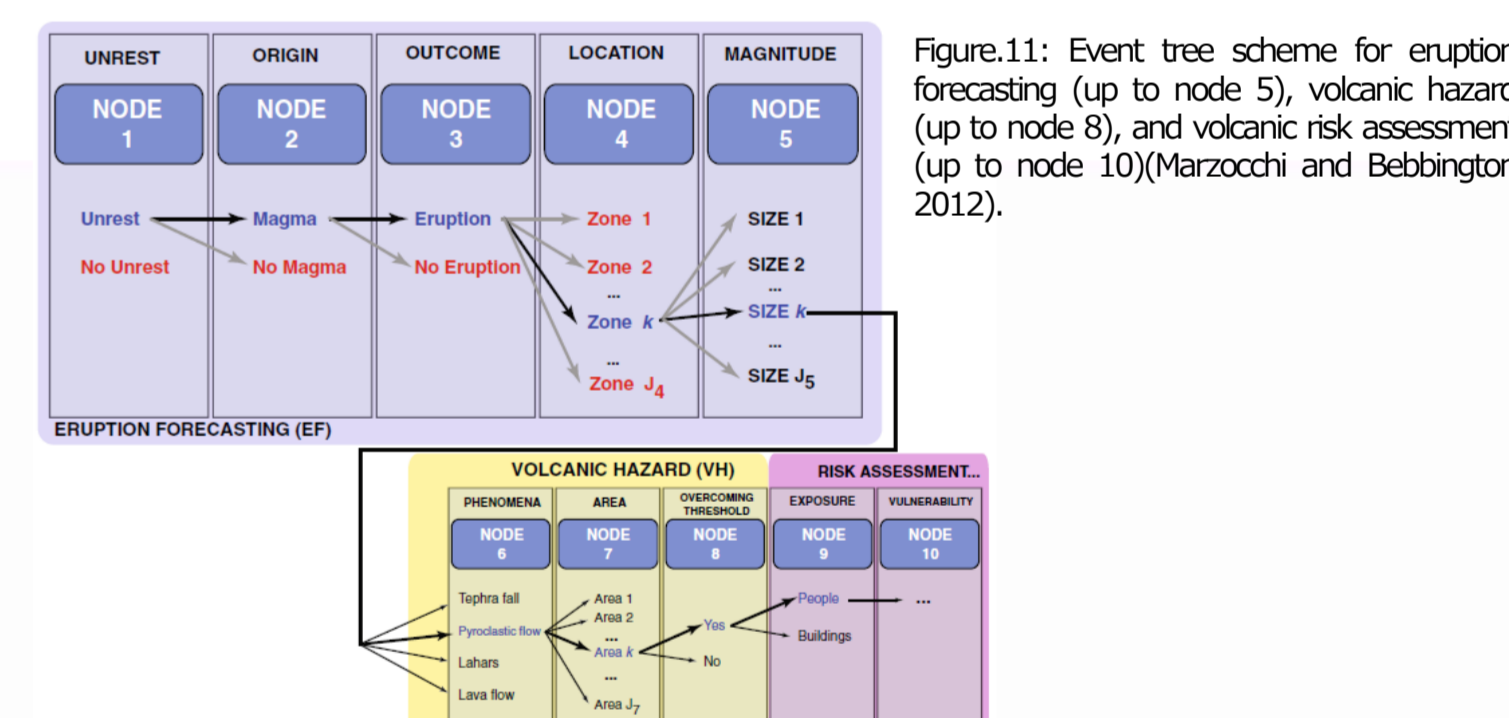 UNREST
ORIGIN
OUTCOME
LOCATION
MAGNITUDE
NODE
1
NODE
2
NODE
3
NODE
4
NODE
5
Unrest
Magma
Eruption
Zone 1
SIZE 1
No Unrest
No Magma
No Eruption
Zone 2
SIZE 2
...
...
Zone k
SIZE k
...
...
Zone J4
SIZE J5
ERUPTION FORECASTING (EF)
Figure.11: Event tree scheme for eruption
forecasting (up to node 5), volcanic hazard
(up to node 8), and volcanic risk assessment
(up to node 10)(Marzocchi and Bebbington
2012).
VOLCANIC HAZARD (VH)
RISK ASSESSMENT...
PHENOMENA
AREA
OVERCOMING
THRESHOLD
EXPOSURE
VULNERABILITY
NODE
6
NODE
7
NODE
8
NODE
9
NODE
10
Tephra fall
Area 1
People
...
Area 2
Pyroclastic flow
...
Yes
Buildings
Area k
Lahars
No
...
Lava flow
Area J7